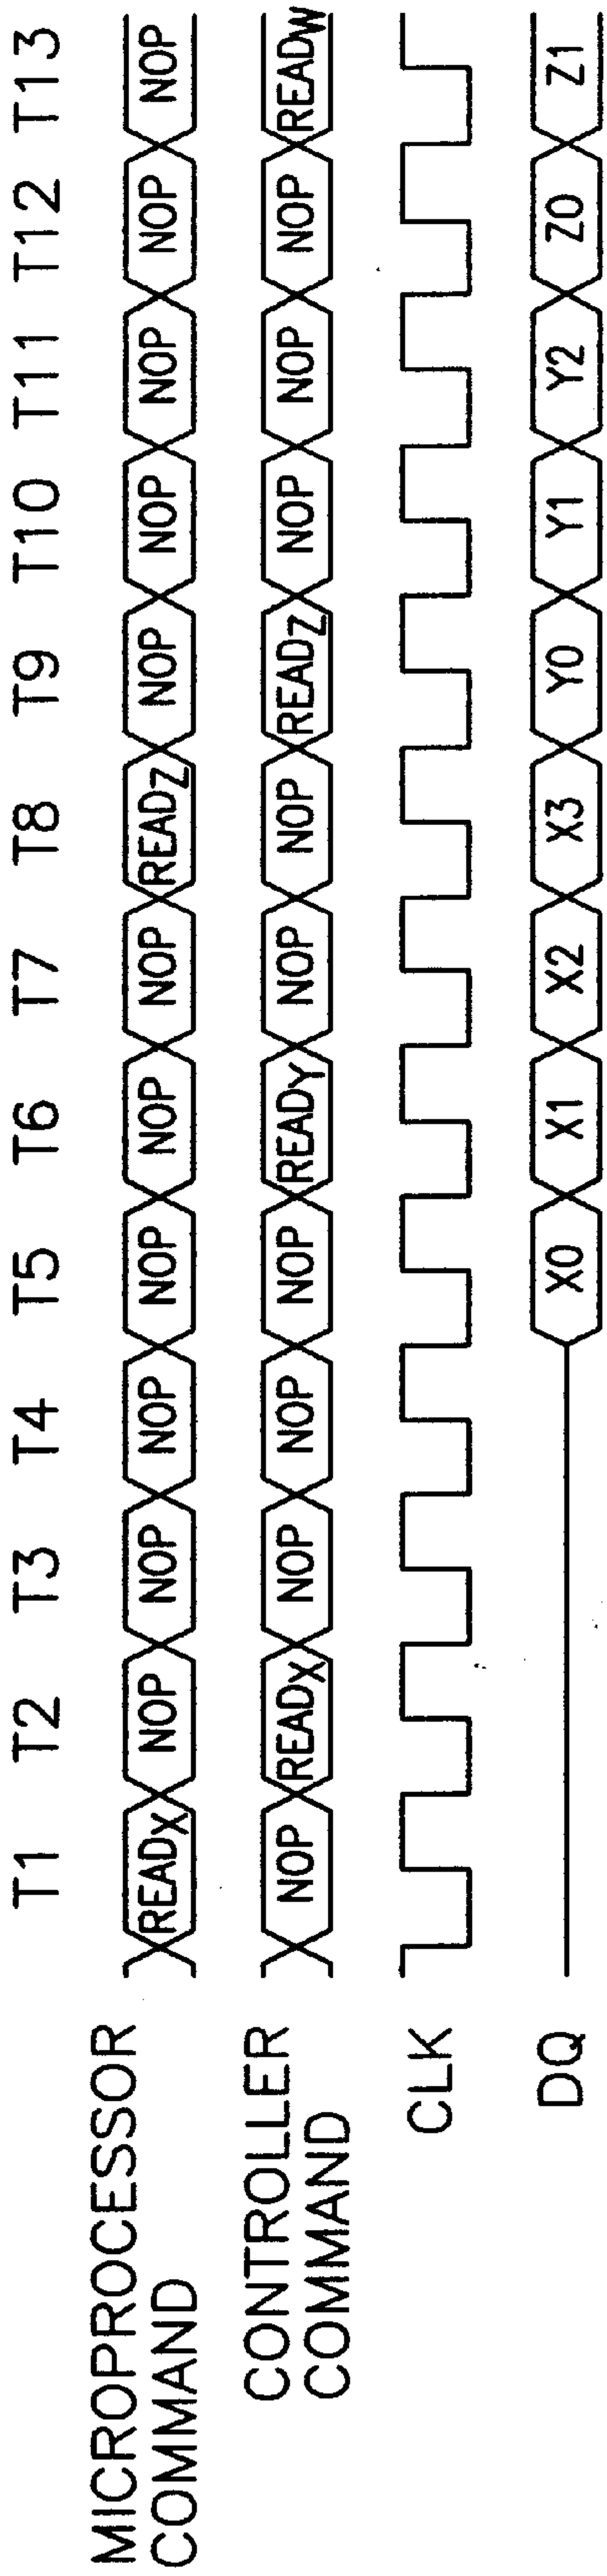 T1 T2 T3 T4 T5 T6 T7 T8 T9 T10 T11 T12 T13
MICROPROCESSOR
COMMAND
READX NOP NOP NOP NOP NOP NOP READZ NOP NOP NOP NOP NOP
CONTROLLER
COMMAND
NOP READX NOP NOP NOP READY NOP NOP READZ NOP NOP NOP READW
CLK
DQ
X0 X1 X2 X3 Y0 Y1 Y2 Z0 Z1